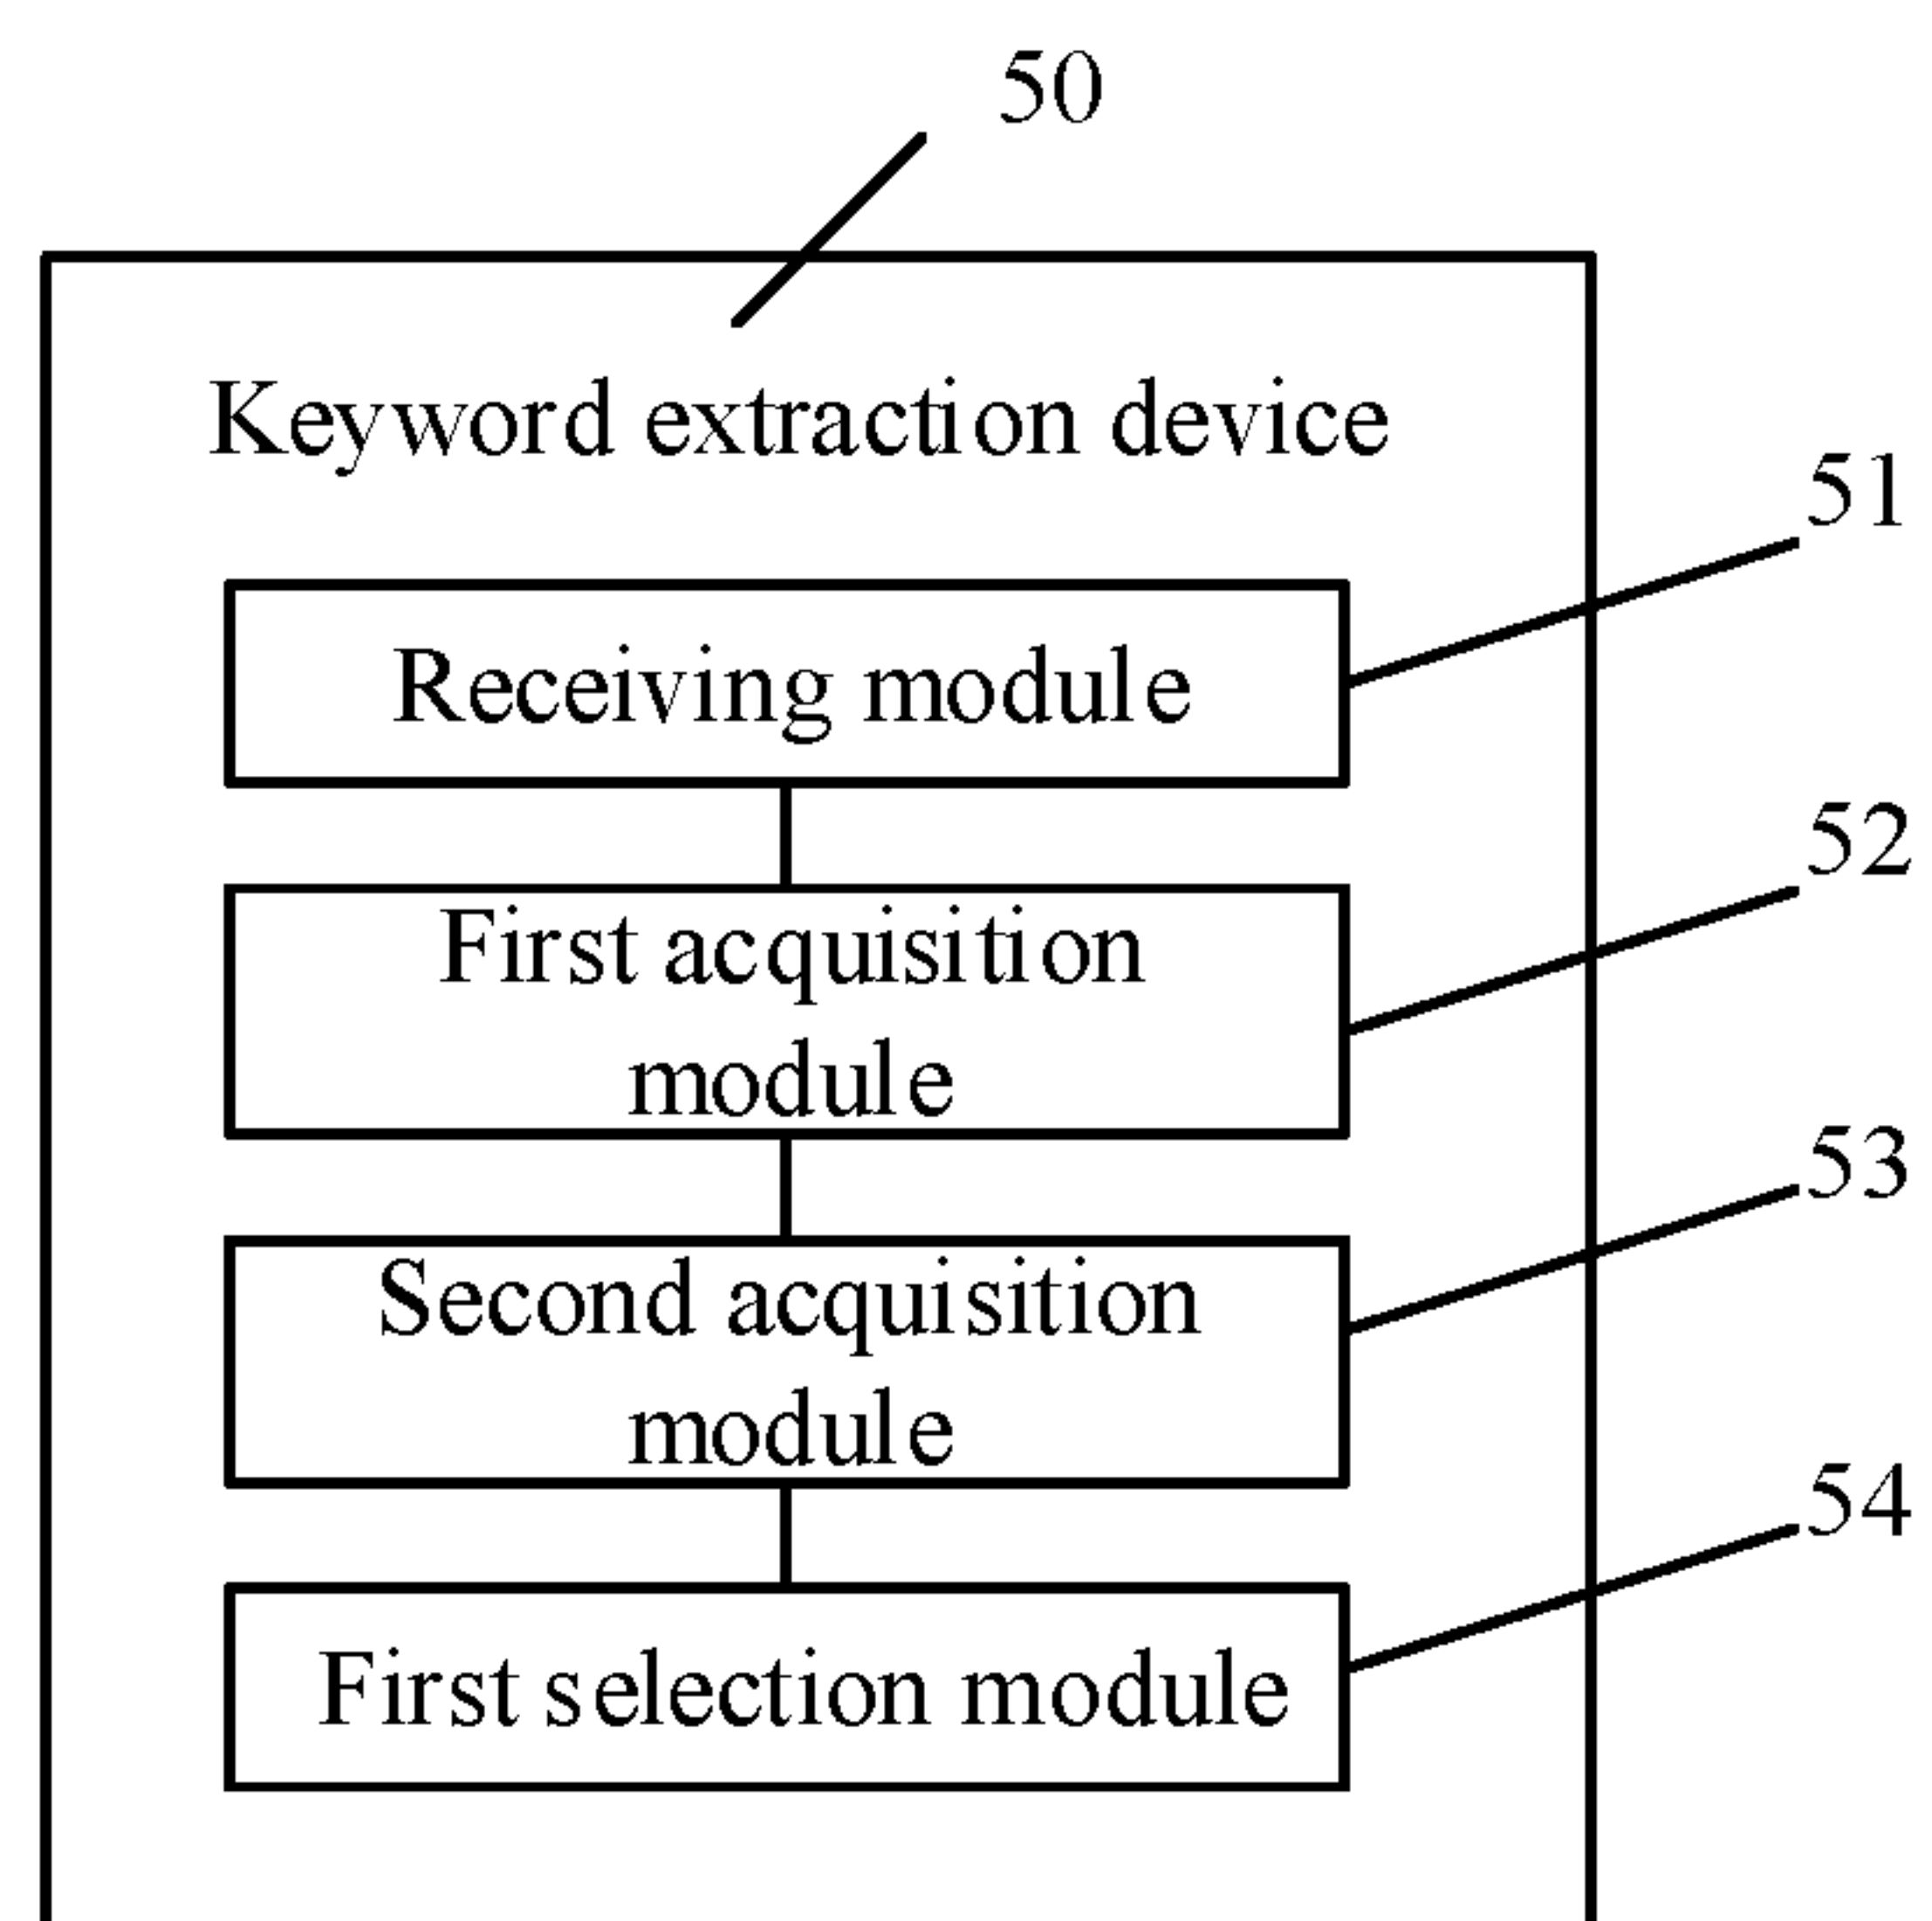 50
Keyword extraction device
51
Receiving module
52
First acquisition
module
53
Second acquisition
module
54
First selection module